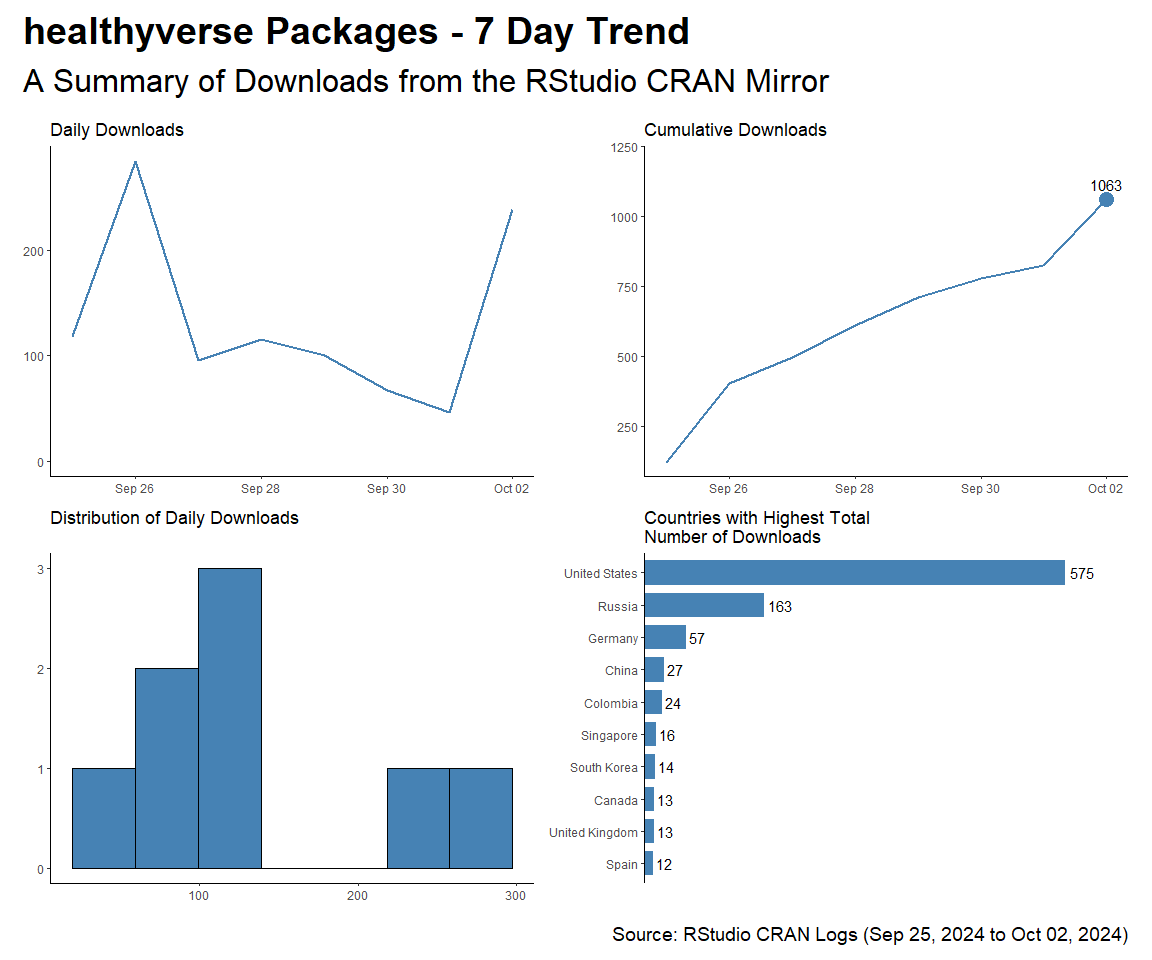 healthyverse Packages - 7 Day Trend
A Summary of Downloads from the RStudio CRAN Mirror
Daily Downloads
200
100
0
Sep 26
Sep 28
Sep 30
Oct 02
Cumulative Downloads
1250
1000
750
500
250
1063
Sep 26
Sep 28
Sep 30
Oct 02
Distribution of Daily Downloads
3
2
1
0
100
200
300
Countries with Highest Total
Number of Downloads
United States 575
Russia 163
Germany 57
China 27
Colombia 24
Singapore 16
South Korea 14
Canada 13
United Kingdom 13
Spain 12
Source: RStudio CRAN Logs (Sep 25, 2024 to Oct 02, 2024)